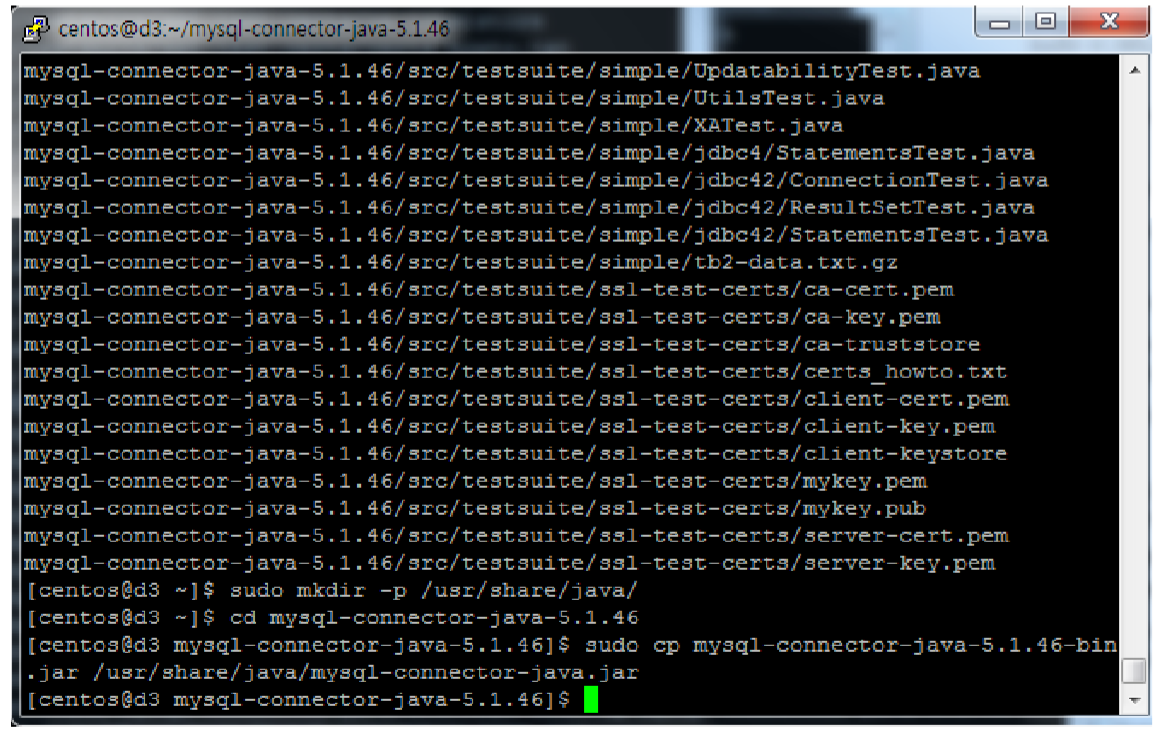 centos@d3:~/mysql-connector-java-5.1.46
mysql-connector-java-5.1.46/src/testsuite/simple/UpdatabilityTest.java
mysql-connector-java-5.1.46/src/testsuite/simple/UtilsTest.java
mysql-connector-java-5.1.46/src/testsuite/simple/XATest.java
mysql-connector-java-5.1.46/src/testsuite/simple/jdbc4/StatementsTest.java
mysql-connector-java-5.1.46/src/testsuite/simple/jdbc42/ConnectionTest.java
mysql-connector-java-5.1.46/src/testsuite/simple/jdbc42/ResultSetTest.java
mysql-connector-java-5.1.46/src/testsuite/simple/jdbc42/StatementsTest.java
mysql-connector-java-5.1.46/src/testsuite/simple/tb2-data.txt.gz
mysql-connector-java-5.1.46/src/testsuite/ssl-test-certs/ca-cert.pem
mysql-connector-java-5.1.46/src/testsuite/ssl-test-certs/ca-key.pem
mysql-connector-java-5.1.46/src/testsuite/ssl-test-certs/ca-truststore
mysql-connector-java-5.1.46/src/testsuite/ssl-test-certs/certs_howto.txt
mysql-connector-java-5.1.46/src/testsuite/ssl-test-certs/client-cert.pem
mysql-connector-java-5.1.46/src/testsuite/ssl-test-certs/client-key.pem
mysql-connector-java-5.1.46/src/testsuite/ssl-test-certs/client-keystore
mysql-connector-java-5.1.46/src/testsuite/ssl-test-certs/mykey.pem
mysql-connector-java-5.1.46/src/testsuite/ssl-test-certs/mykey.pub
mysql-connector-java-5.1.46/src/testsuite/ssl-test-certs/server-cert.pem
mysql-connector-java-5.1.46/src/testsuite/ssl-test-certs/server-key.pem
[centos@d3 ~]$ sudo mkdir -p /usr/share/java/
[centos@d3 ~]$ cd mysql-connector-java-5.1.46
[centos@d3 mysql-connector-java-5.1.46]$ sudo cp mysql-connector-java-5.1.46-bin
.jar /usr/share/java/mysql-connector-java.jar
[centos@d3 mysql-connector-java-5.1.46]$